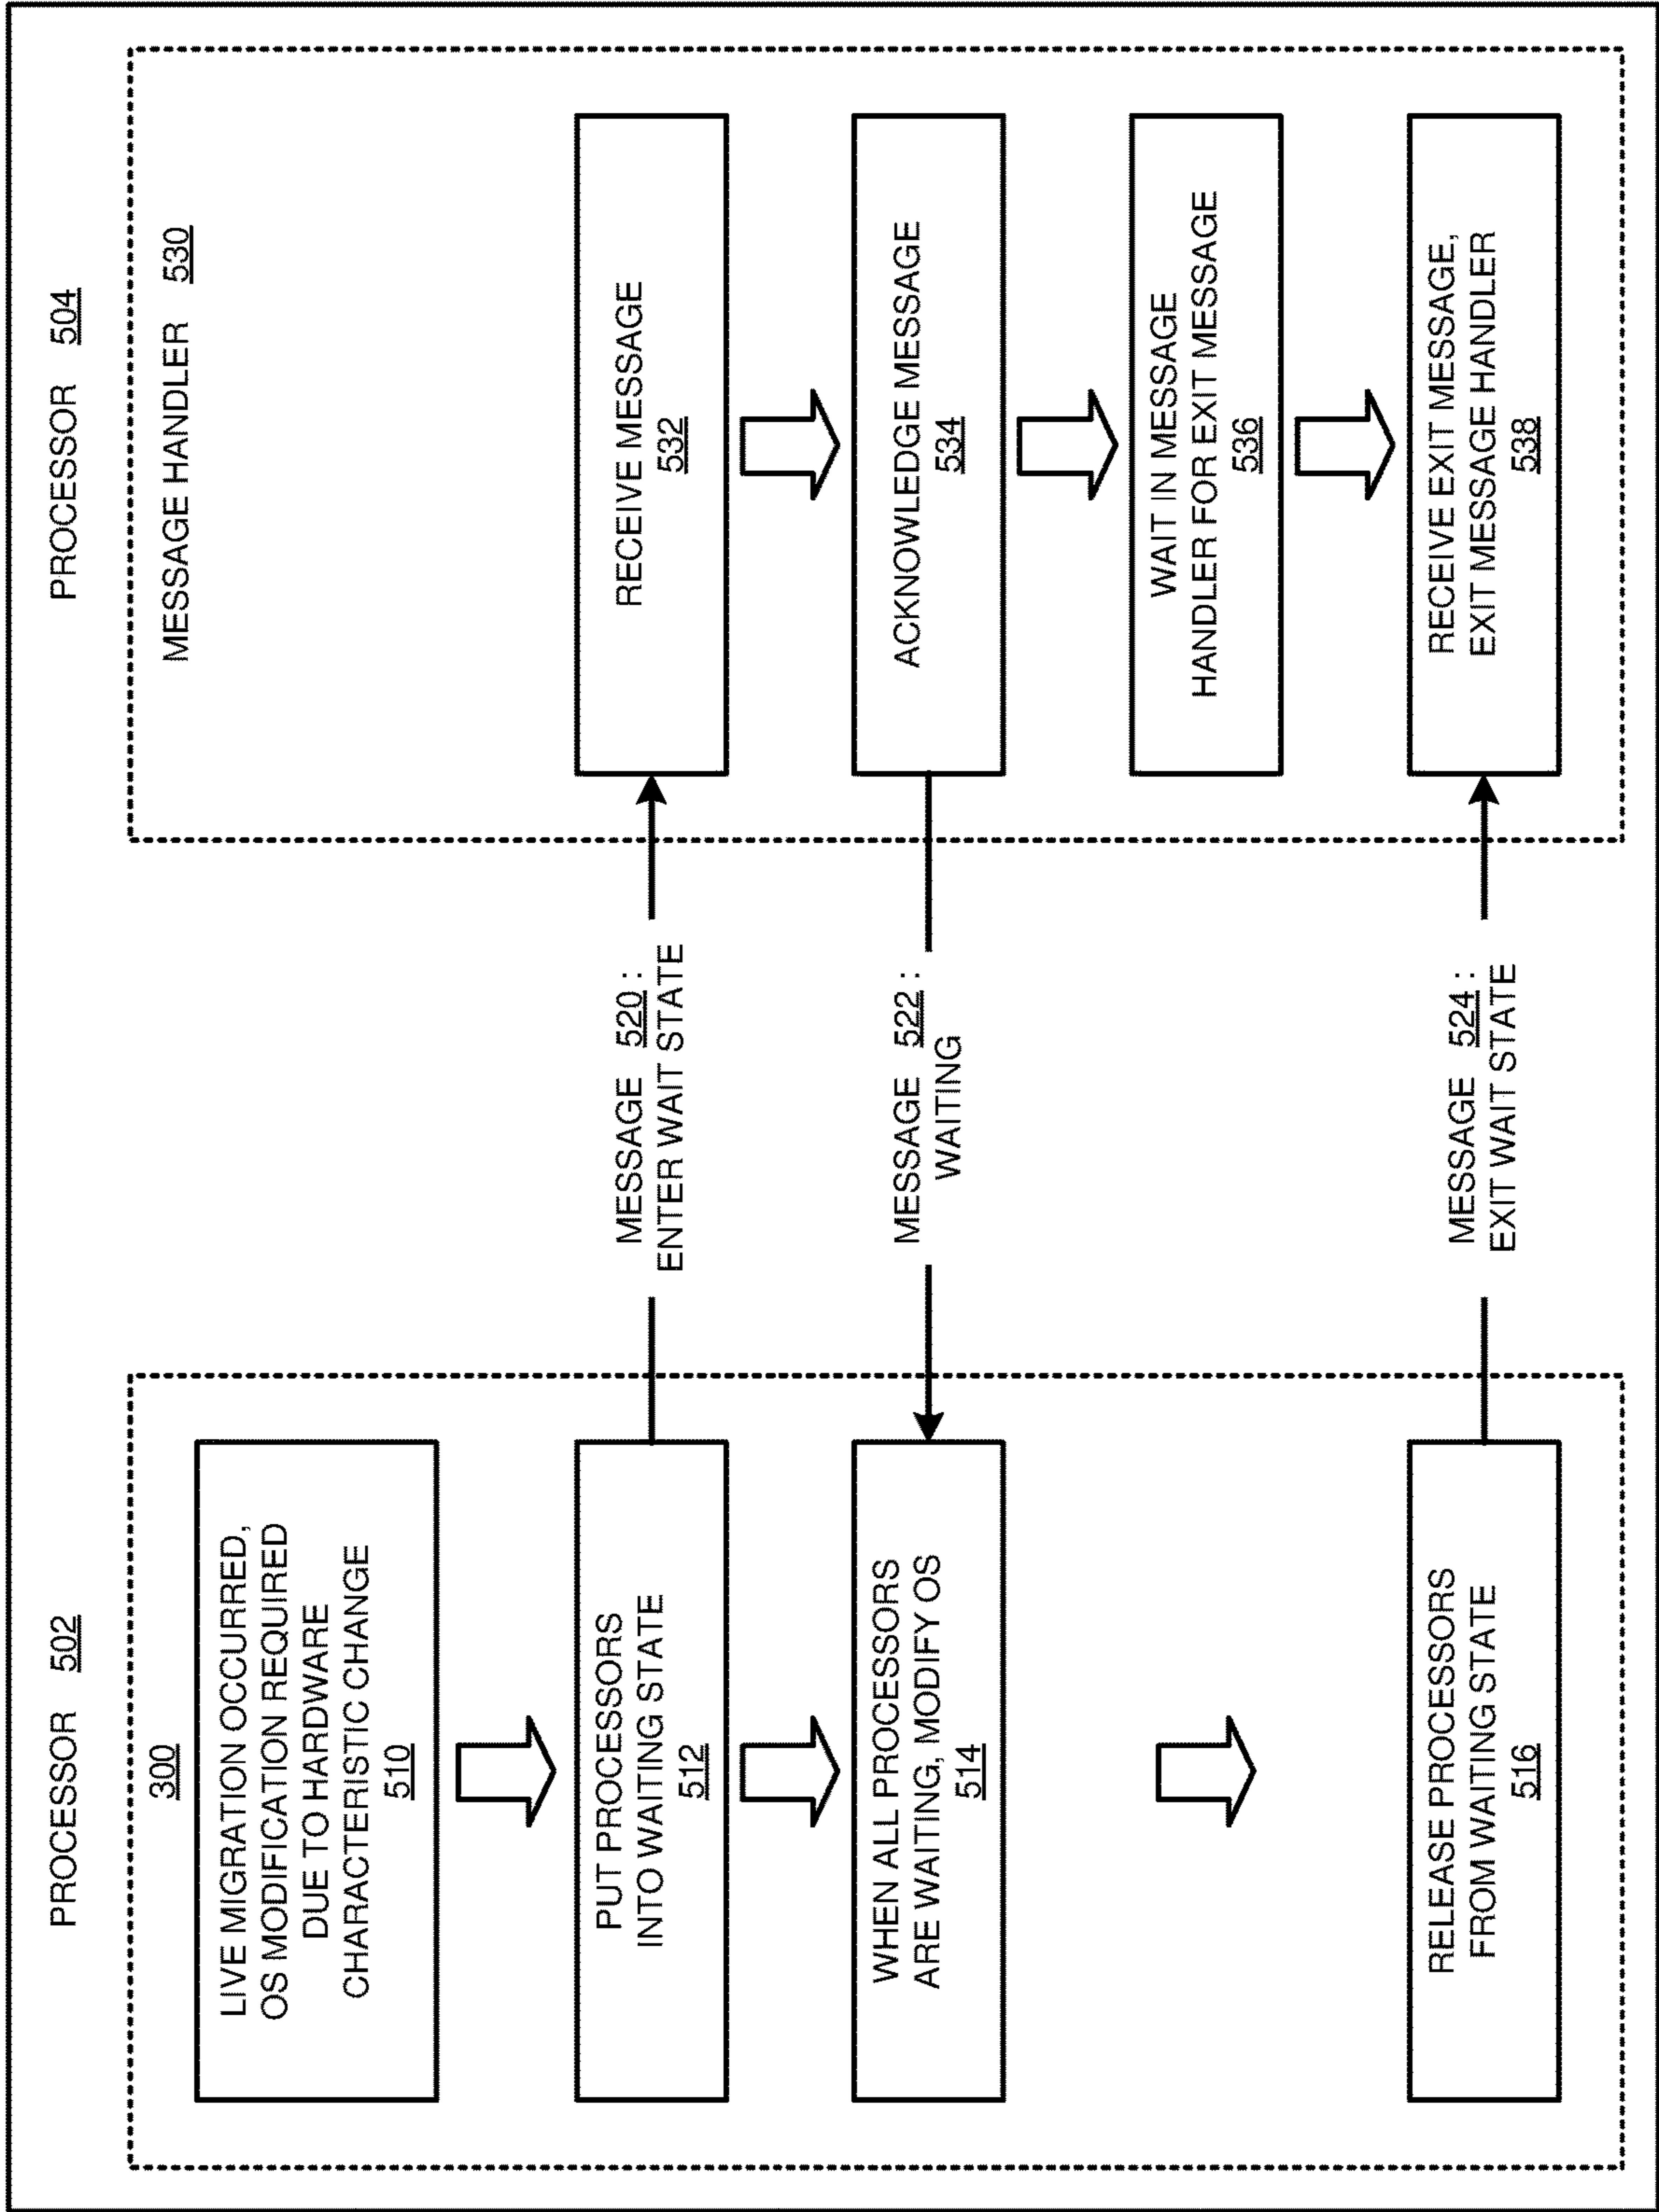 PROCESSOR 502
300
LIVE MIGRATION OCCURRED,
OS MODIFICATION REQUIRED
DUE TO HARDWARE
CHARACTERISTIC CHANGE
510
PUT PROCESSORS
INTO WAITING STATE
512
WHEN ALL PROCESSORS
ARE WAITING, MODIFY OS
514
RELEASE PROCESSORS
FROM WAITING STATE
516
MESSAGE 520 :
ENTER WAIT STATE
MESSAGE 522 :
WAITING
MESSAGE 524 :
EXIT WAIT STATE
PROCESSOR 504
MESSAGE HANDLER 530
RECEIVE MESSAGE
532
ACKNOWLEDGE MESSAGE
534
WAIT IN MESSAGE
HANDLER FOR EXIT MESSAGE
536
RECEIVE EXIT MESSAGE,
EXIT MESSAGE HANDLER
538